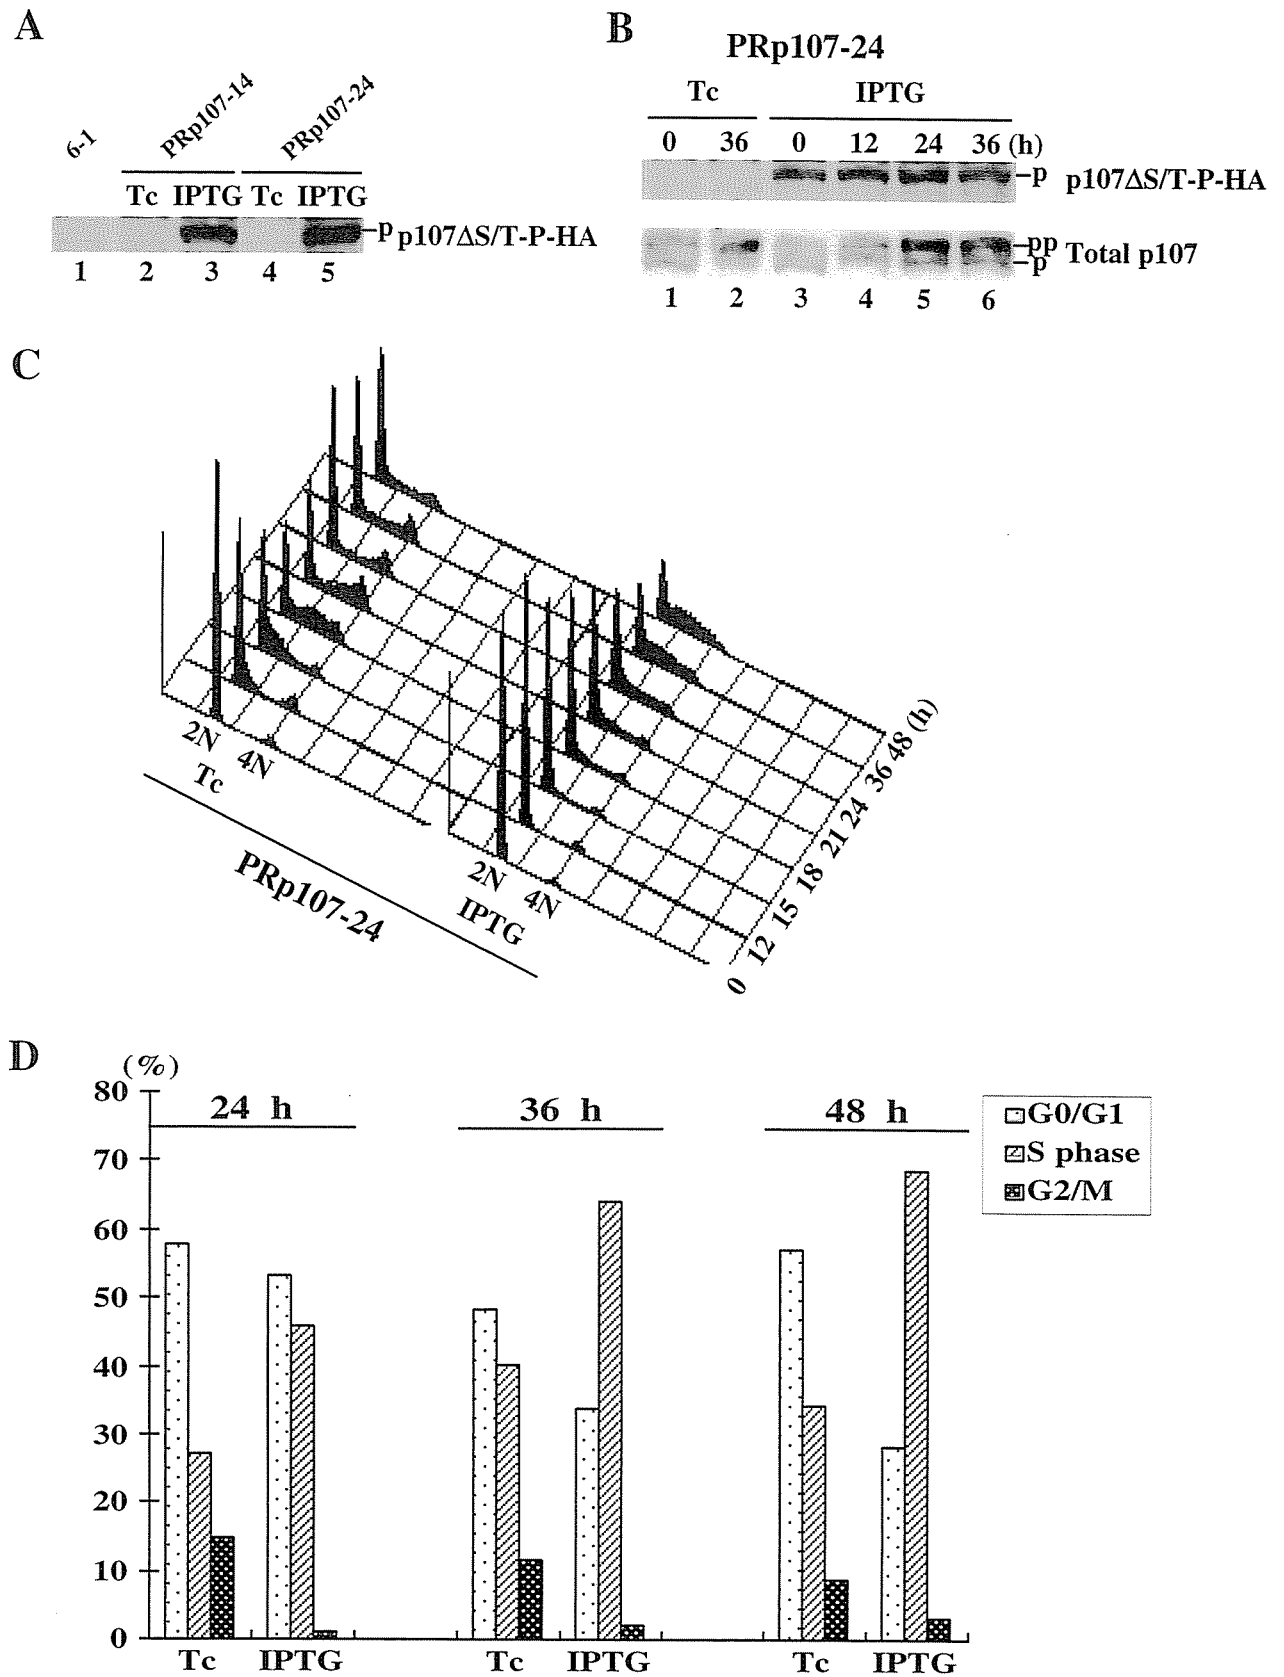 A
6-1
PRp107-14
PRp107-24
Tc IPTG Tc IPTG
p p107ΔS/T-P-HA
1 2 3 4 5
B
PRp107-24
Tc IPTG
0 36 0 12 24 36 (h)
p p107ΔS/T-P-HA
pp
p
Total p107
1 2 3 4 5 6
C
2N 4N
Tc
2N 4N
IPTG
PRp107-24
0 12 15 18 21 24 36 48 (h)
D
(%)
80
70
60
50
40
30
20
10
0
24 h
36 h
48 h
G0/G1
S phase
G2/M
Tc IPTG Tc IPTG Tc IPTG